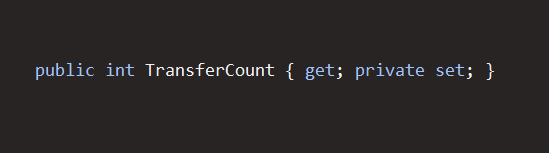 public int TransferCount { get; private set; }